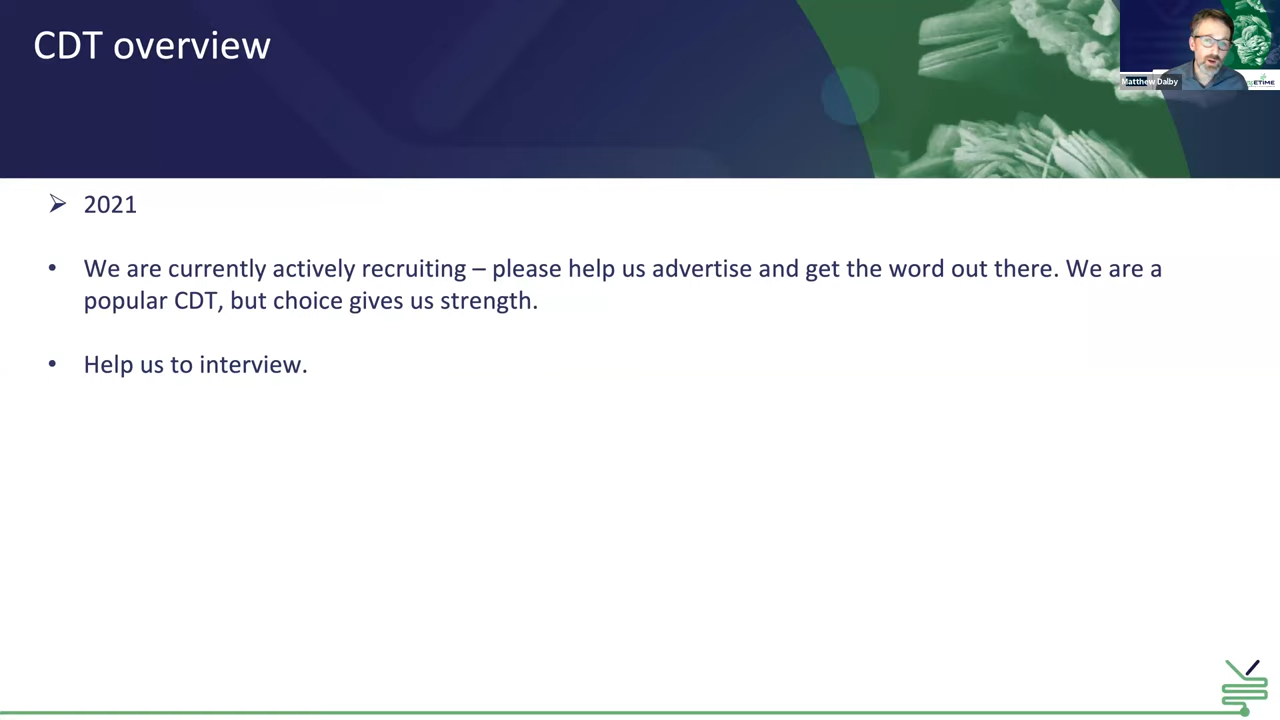 CDT overview
Matthew Dalby
ETIME
➢ 2021
• We are currently actively recruiting – please help us advertise and get the word out there. We are a
popular CDT, but choice gives us strength.
• Help us to interview.